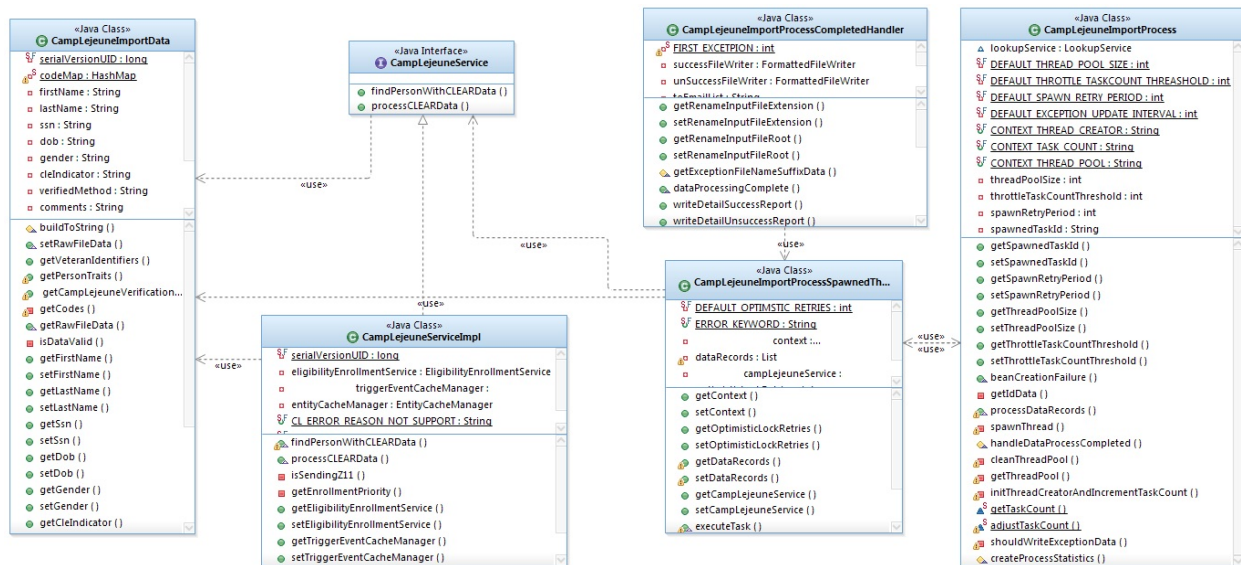 «Java Class»
CampLejeuneImportData
serialVersionUID : long
codeMap : HashMap
firstName : String
lastName : String
ssn : String
dob : String
gender : String
cleIndicator : String
verifiedMethod : String
comments : String
buildToString ( )
setRawFileData ( )
getVeteranIdentifiers ( )
getPersonTraits ( )
getCampLejeuneVerification...
getCodes ( )
getRawFileData ( )
isDataValid ( )
getFirstName ( )
setFirstName ( )
getLastName ( )
setLastName ( )
getSsn ( )
setSsn ( )
getDob ( )
setDob ( )
getGender ( )
setGender ( )
getCleIndicator ( )
«Java Interface»
CampLejeuneService
findPersonWithCLEARData ( )
processCLEARData ( )
«use»
«use»
«use»
«use»
«Java Class»
CampLejeuneServiceImpl
serialVersionUID : long
eligibilityEnrollmentService : EligibilityEnrollmentService
triggerEventCacheManager :
entityCacheManager : EntityCacheManager
CL_ERROR_REASON_NOT_SUPPORT : String
findPersonWithCLEARData ( )
processCLEARData ( )
isSendingZ11 ( )
getEnrollmentPriority ( )
getEligibilityEnrollmentService ( )
setEligibilityEnrollmentService ( )
getTriggerEventCacheManager ( )
setTriggerEventCacheManager ( )
«Java Class»
CampLejeuneImportProcessCompletedHandler
FIRST_EXCETPION : int
successFileWriter : FormattedFileWriter
unSuccessFileWriter : FormattedFileWriter
toEmailList : String
getRenameInputFileExtension ( )
setRenameInputFileExtension ( )
getRenameInputFileRoot ( )
setRenameInputFileRoot ( )
getExceptionFileNameSuffixData ( )
dataProcessingComplete ( )
writeDetailSuccessReport ( )
writeDetailUnsuccessReport ( )
«use»
«Java Class»
CampLejeuneImportProcessSpawnedTh...
DEFAULT_OPTIMSTIC_RETRIES : int
ERROR_KEYWORD : String
context :...
dataRecords : List
campLejeuneService :
getContext ( )
setContext ( )
getOptimisticLockRetries ( )
setOptimisticLockRetries ( )
getDataRecords ( )
setDataRecords ( )
getCampLejeuneService ( )
setCampLejeuneService ( )
executeTask ( )
«use»
«use»
«Java Class»
CampLejeuneImportProcess
lookupService : LookupService
DEFAULT_THREAD_POOL_SIZE : int
DEFAULT_THROTTLE_TASKCOUNT_THREASHOLD : int
DEFAULT_SPAWN_RETRY_PERIOD : int
DEFAULT_EXCEPTION_UPDATE_INTERVAL : int
CONTEXT_THREAD_CREATOR : String
CONTEXT_TASK_COUNT : String
CONTEXT_THREAD_POOL : String
threadPoolSize : int
throttleTaskCountThreshold : int
spawnRetryPeriod : int
spawnedTaskId : String
getSpawnedTaskId ( )
setSpawnedTaskId ( )
getSpawnRetryPeriod ( )
setSpawnRetryPeriod ( )
getThreadPoolSize ( )
setThreadPoolSize ( )
getThrottleTaskCountThreshold ( )
setThrottleTaskCountThreshold ( )
beanCreationFailure ( )
getIdData ( )
processDataRecords ( )
spawnThread ( )
handleDataProcessCompleted ( )
cleanThreadPool ( )
getThreadPool ( )
initThreadCreatorAndIncrementTaskCount ( )
getTaskCount ( )
adjustTaskCount ( )
shouldWriteExceptionData ( )
createProcessStatistics ( )